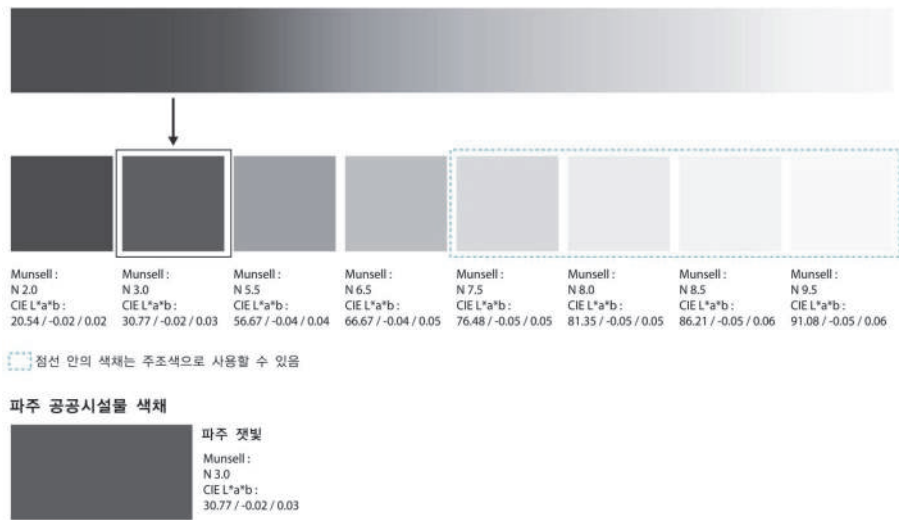 Munsell :
N 2.0
CIE L*a*b :
20.54 / -0.02 / 0.02
Munsell :
N 3.0
CIE L*a*b :
30.77 / -0.02 / 0.03
Munsell :
N 5.5
CIE L*a*b :
56.67 / -0.04 / 0.04
Munsell :
N 6.5
CIE L*a*b :
66.67 / -0.04 / 0.05
Munsell :
N 7.5
CIE L*a*b :
76.48 / -0.05 / 0.05
Munsell :
N 8.0
CIE L*a*b :
81.35 / -0.05 / 0.05
Munsell :
N 8.5
CIE L*a*b :
86.21 / -0.05 / 0.06
Munsell :
N 9.5
CIE L*a*b :
91.08 / -0.05 / 0.06
점선 안의 색채는 주조색으로 사용할 수 있음
파주 공공시설물 색채
파주 잿빛
Munsell :
N 3.0
CIE L*a*b :
30.77 / -0.02 / 0.03